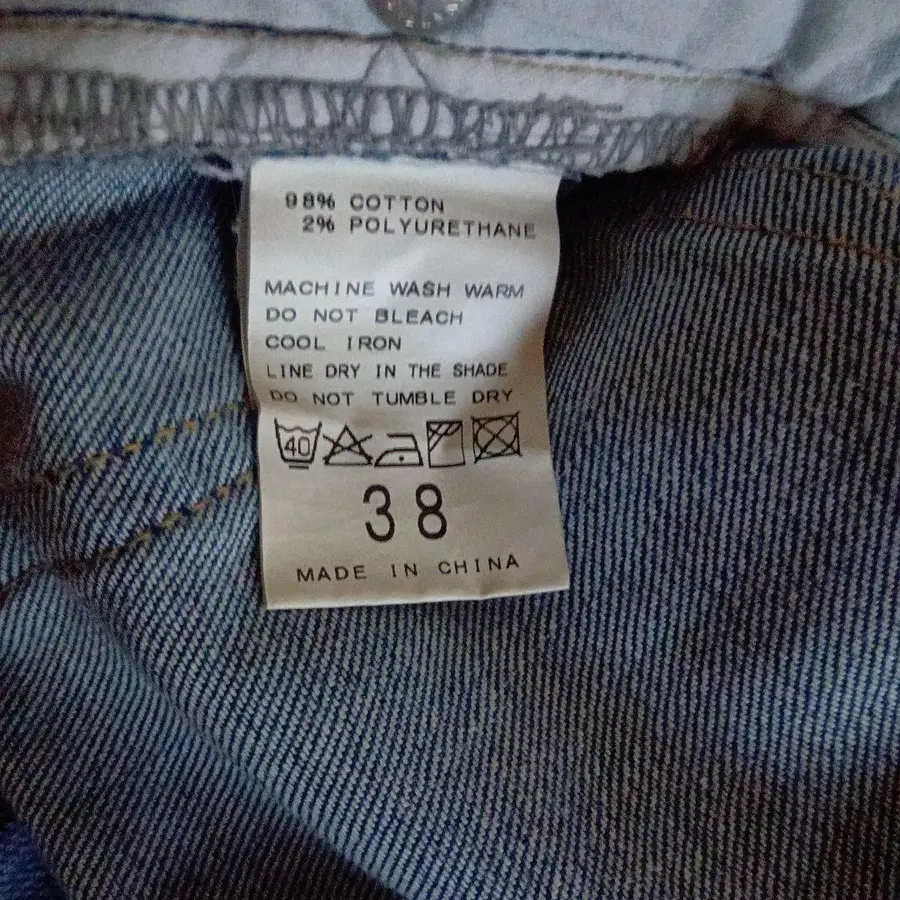 98% COTTON
2% POLYURETHANE
MACHINE WASH WARM
DO NOT BLEACH
COOL IRON
LINE DRY IN THE SHADE
DO NOT TUMBLE DRY
40
38
MADE IN CHINA